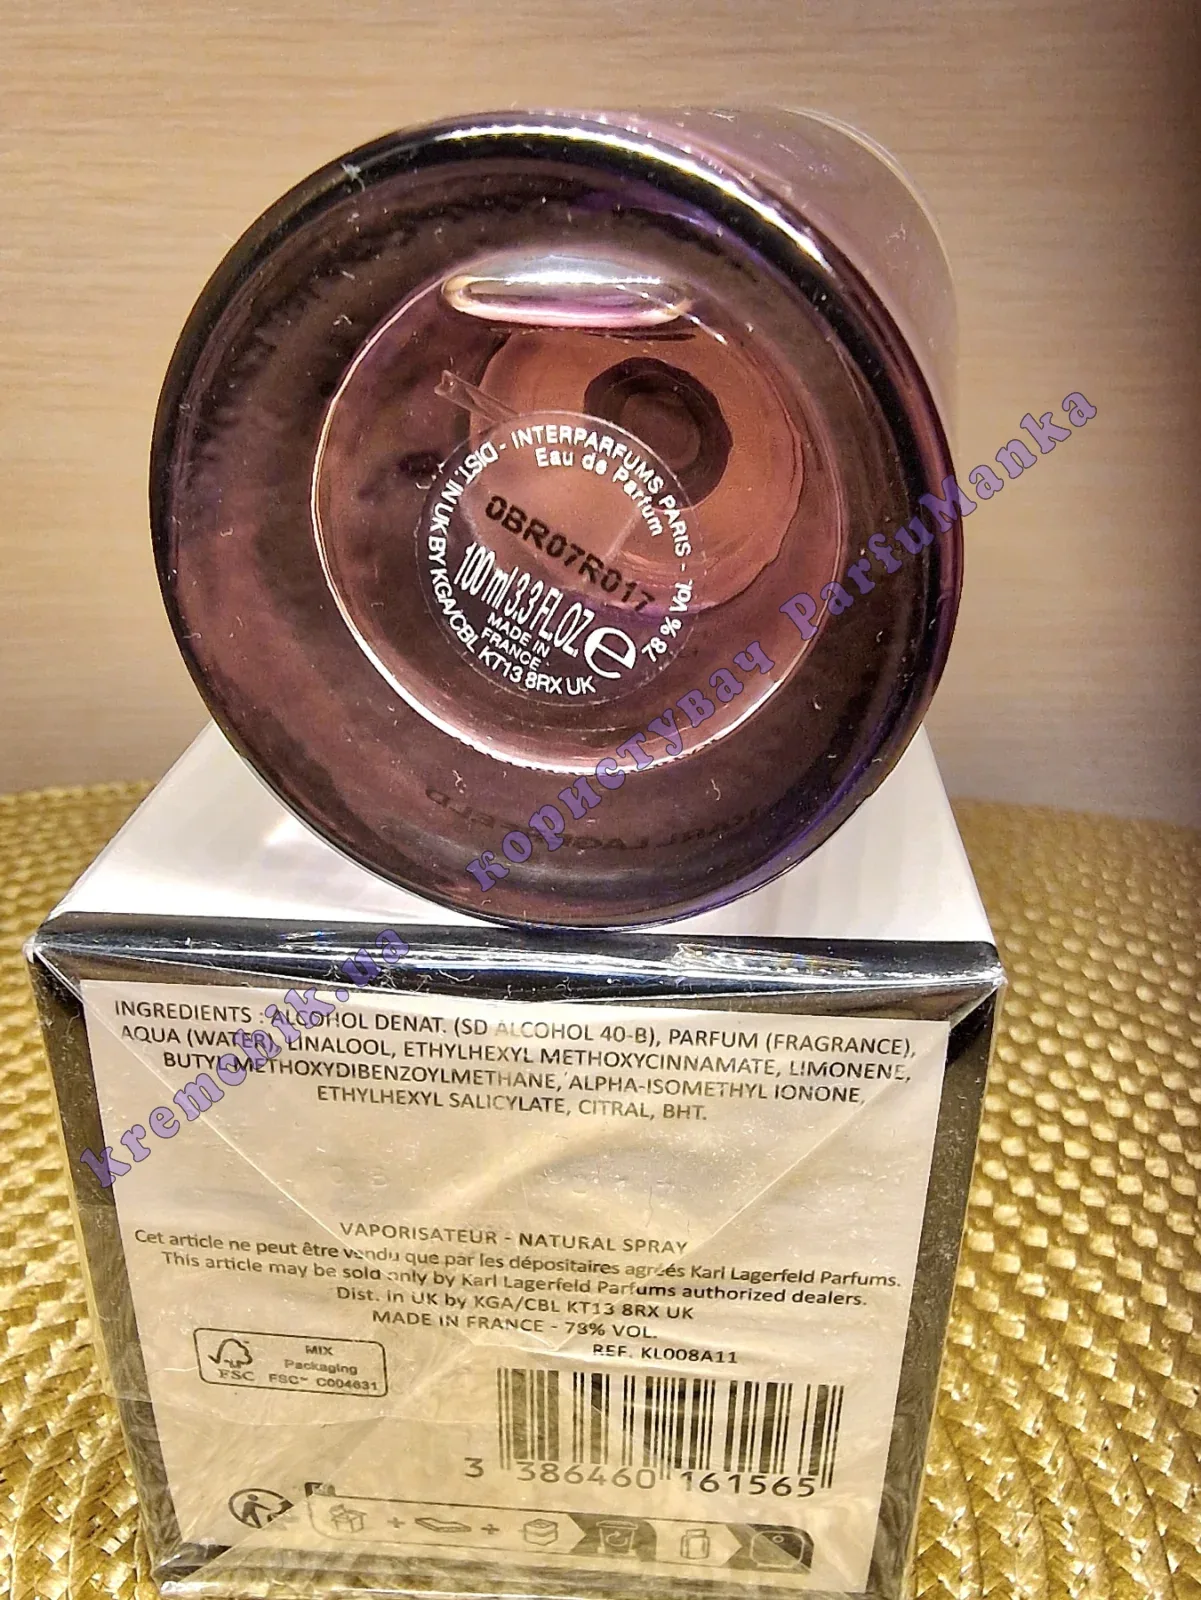 DIST. IN UK BY KGA/CBL KT13 8RX UK
- INTERPARFUMS PARIS -
Eau de Parfum
78 % Vol.
0BR07R017
100 ml 3.3 FL.OZ e
MADE IN
FRANCE -
KARL LAGERFELD
користувач ParfuManka
kremchik.ua
INGREDIENTS : ALCOHOL DENAT. (SD ALCOHOL 40-B), PARFUM (FRAGRANCE),
AQUA (WATER), LINALOOL, ETHYLHEXYL METHOXYCINNAMATE, LIMONENE,
BUTYL METHOXYDIBENZOYLMETHANE, ALPHA-ISOMETHYL IONONE,
ETHYLHEXYL SALICYLATE, CITRAL, BHT.
VAPORISATEUR - NATURAL SPRAY
Cet article ne peut être vendu que par les dépositaires agréés Karl Lagerfeld Parfums.
This article may be sold only by Karl Lagerfeld Parfums authorized dealers.
Dist. in UK by KGA/CBL KT13 8RX UK
MADE IN FRANCE - 78% VOL.
REF. KL008A11
FSC
MIX
Packaging
FSC™ C004631
3 386460 161565